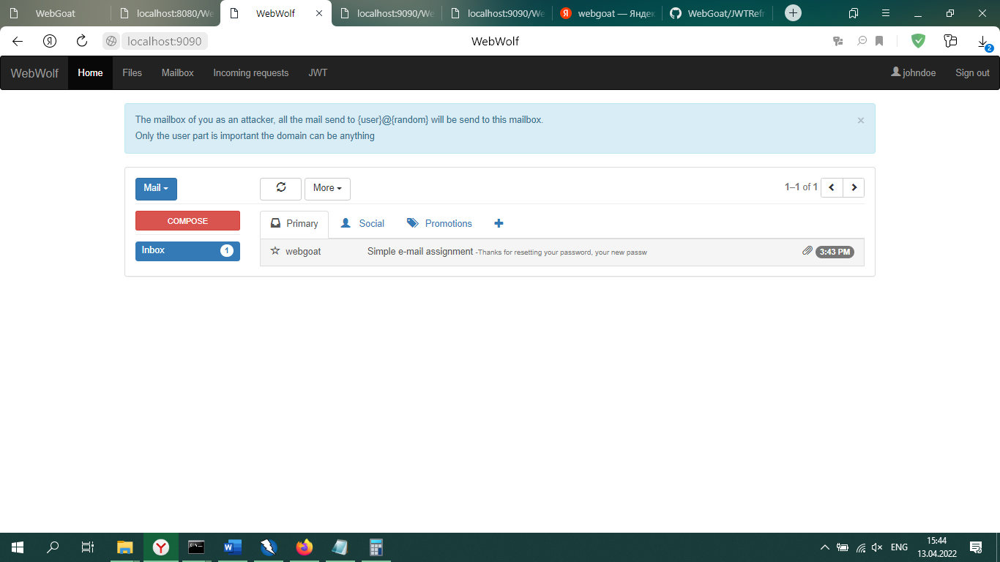 WebGoat localhost:8080/We WebWolf localhost:9090/We localhost:9090/We webgoat — Яндек WebGoat/JWTRefr
localhost:9090 WebWolf 2
WebWolf Home Files Mailbox Incoming requests JWT johndoe Sign out
The mailbox of you as an attacker, all the mail send to {user}@{random} will be send to this mailbox. ×
Only the user part is important the domain can be anything
Mail More 1–1 of 1
COMPOSE Primary Social Promotions
Inbox 1 webgoat Simple e-mail assignment -Thanks for resetting your password, your new passw 3:43 PM
ENG 15:44
13.04.2022